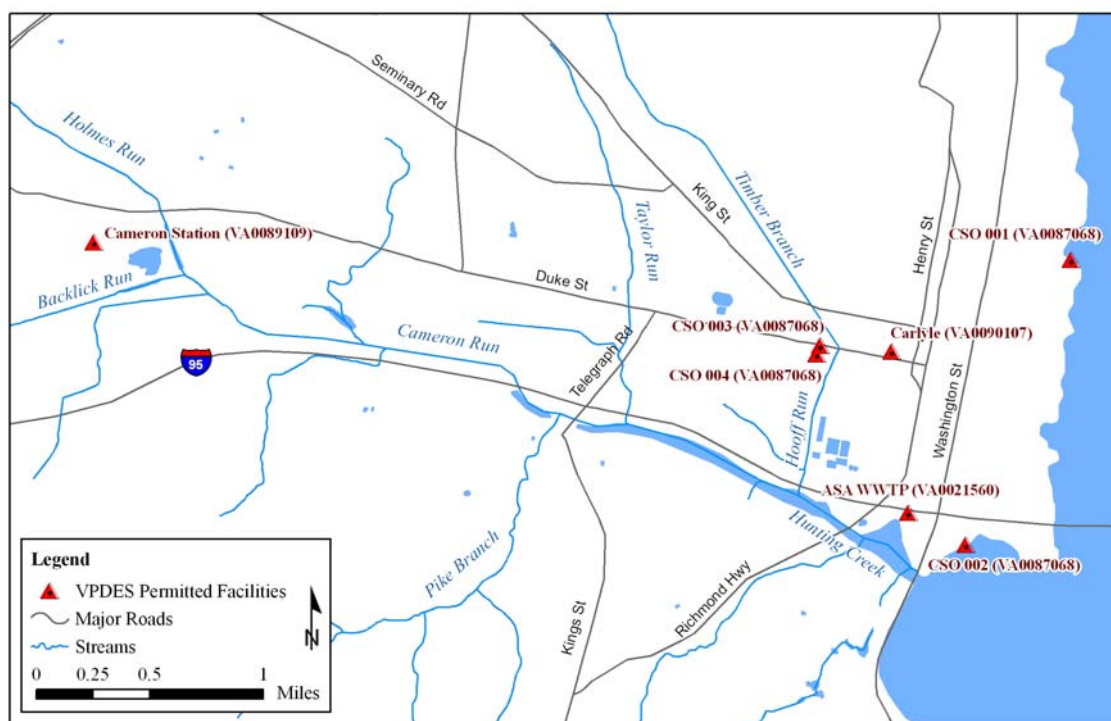 Seminary Rd
Holmes Run
King St
Timber Branch
Taylor Run
Henry St
Cameron Station (VA0089109)
CSO 001 (VA0087068)
Backlick Run
Duke St
Cameron Run
CSO 003 (VA0087068)
Carlyle (VA0090107)
95
Telegraph Rd
CSO 004 (VA0087068)
Washington St
Hooff Run
ASA WWTP (VA0021560)
Hunting Creek
CSO 002 (VA0087068)
Pike Branch
Kings St
Richmond Hwy
Legend
VPDES Permitted Facilities
Major Roads
Streams
N
0 0.25 0.5 1
Miles